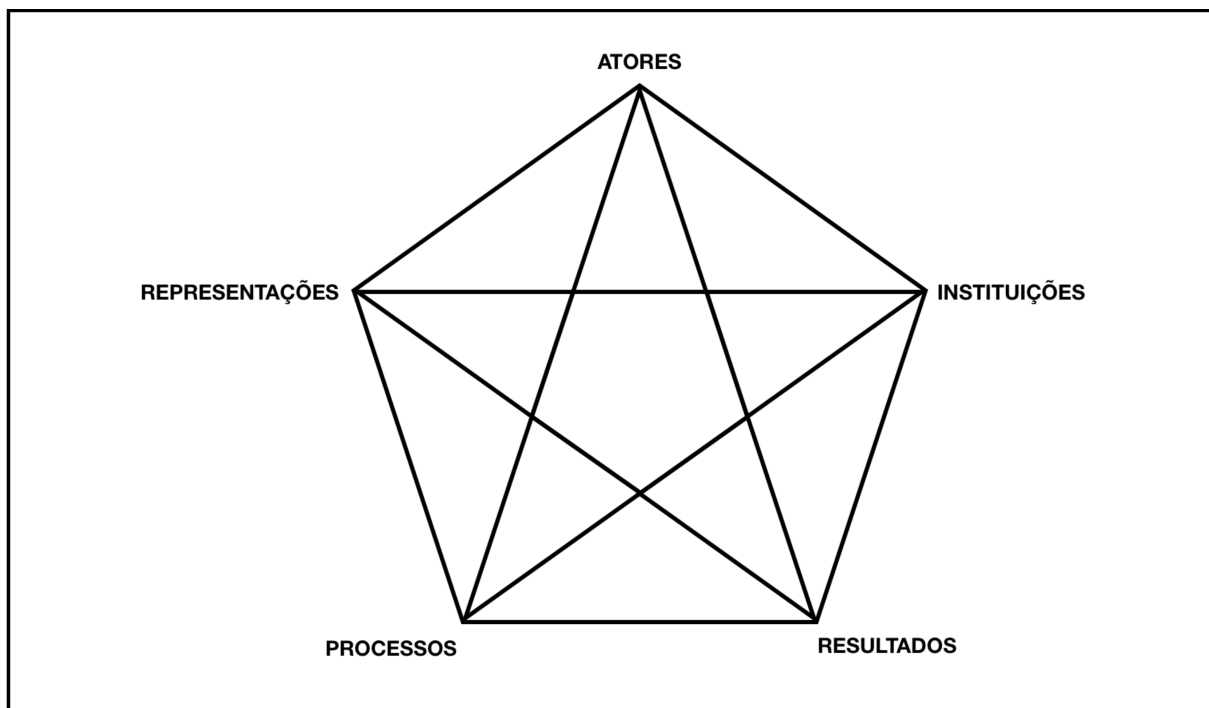 ATORES
REPRESENTAÇÕES
INSTITUIÇÕES
PROCESSOS
RESULTADOS